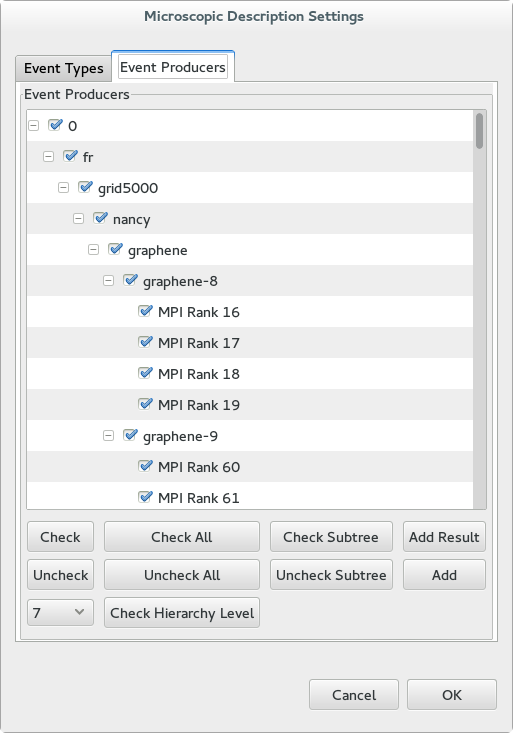 Microscopic Description Settings
Event Types Event Producers
Event Producers
0
fr
grid5000
nancy
graphene
graphene-8
MPI Rank 16
MPI Rank 17
MPI Rank 18
MPI Rank 19
graphene-9
MPI Rank 60
MPI Rank 61
Check Check All Check Subtree Add Result
Uncheck Uncheck All Uncheck Subtree Add
7 Check Hierarchy Level
Cancel OK